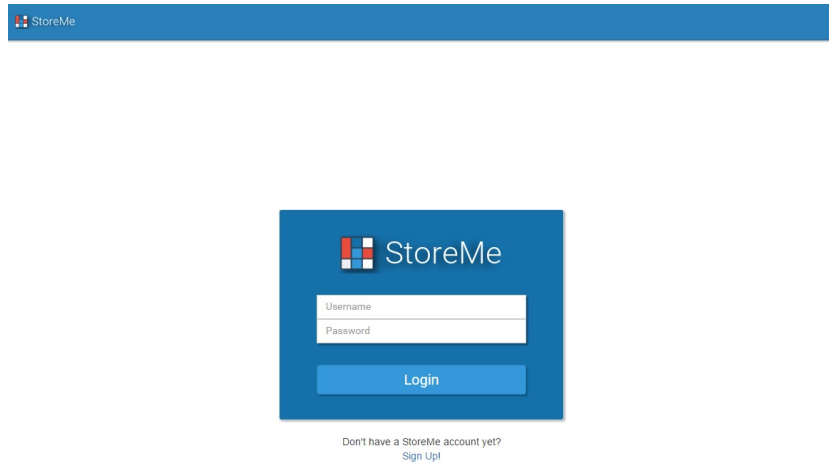 StoreMe
StoreMe
Username
Password
Login
Don't have a StoreMe account yet?
Sign Up!